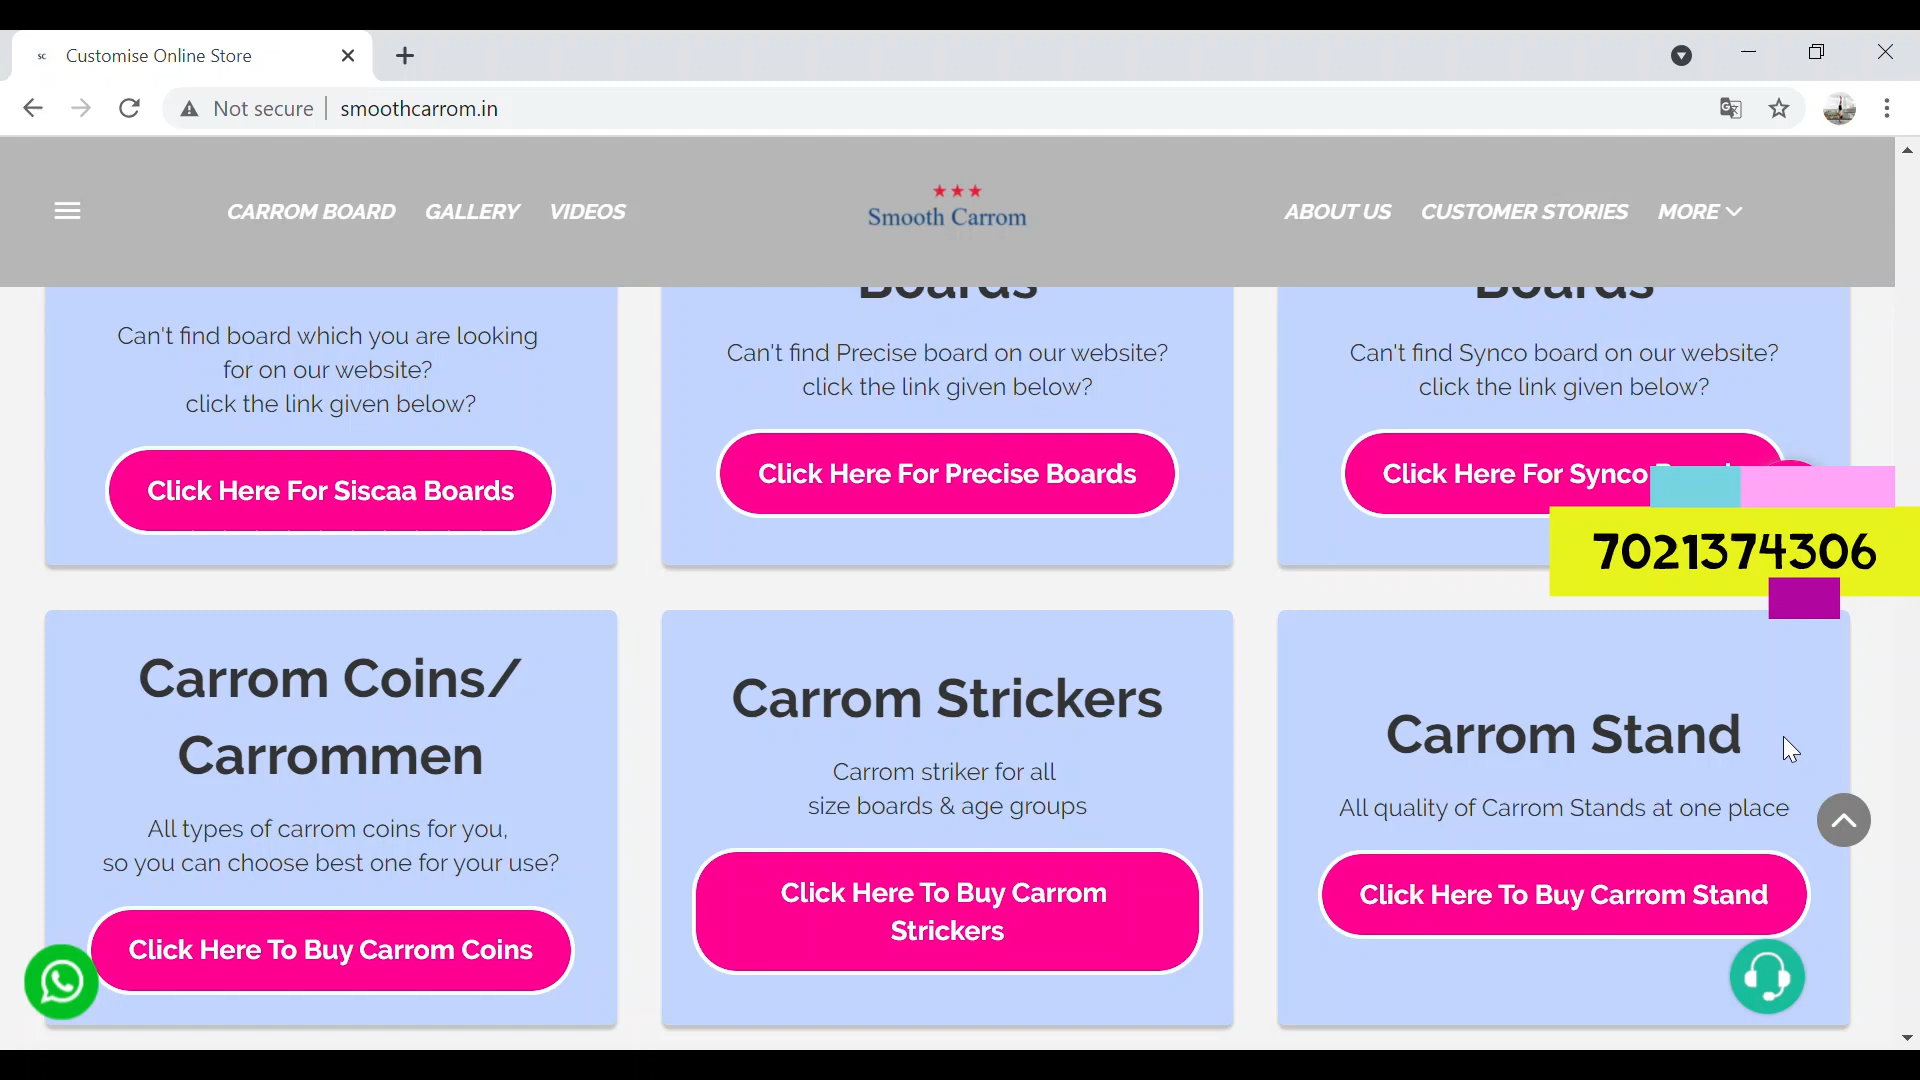 sc Customise Online Store
Not secure smoothcarrom.in
CARROM BOARD GALLERY VIDEOS
Smooth Carrom
ABOUT US CUSTOMER STORIES MORE
Can't find board which you are looking
for on our website?
click the link given below?
Click Here For Siscaa Boards
Boards
Can't find Precise board on our website?
click the link given below?
Click Here For Precise Boards
Boards
Can't find Synco board on our website?
click the link given below?
Click Here For Synco
7021374306
Carrom Coins/
Carrommen
All types of carrom coins for you,
so you can choose best one for your use?
Click Here To Buy Carrom Coins
Carrom Strickers
Carrom striker for all
size boards & age groups
Click Here To Buy Carrom
Strickers
Carrom Stand
All quality of Carrom Stands at one place
Click Here To Buy Carrom Stand